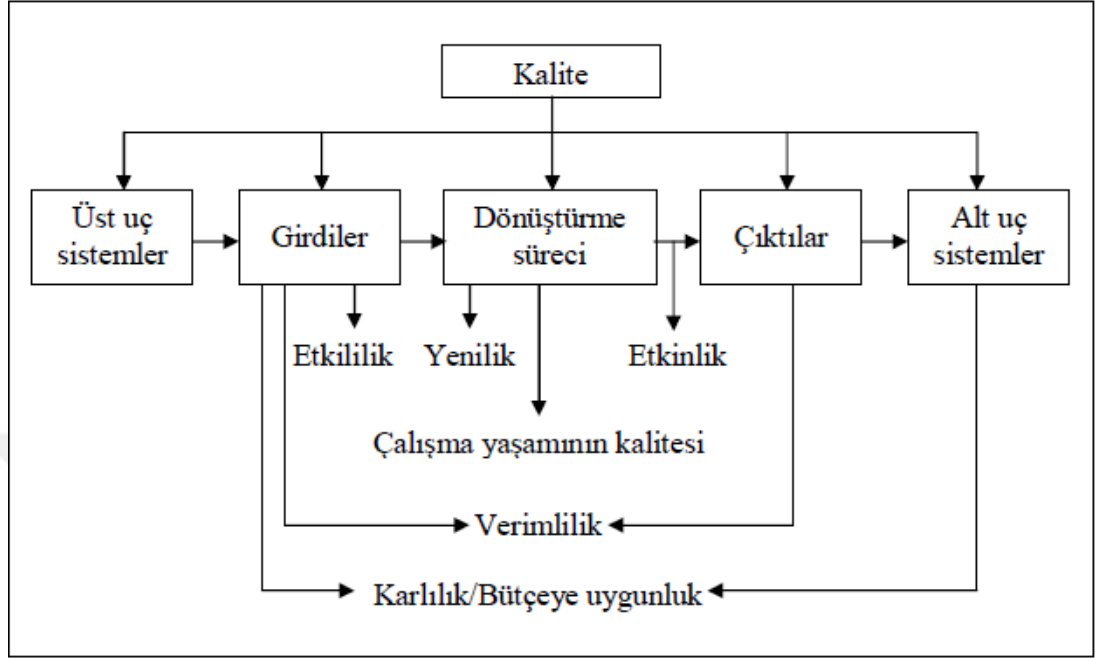 Kalite
Üst uç
sistemler
Girdiler
Dönüştürme
süreci
Çıktılar
Alt uç
sistemler
Etkililik
Yenilik
Etkinlik
Çalışma yaşamının kalitesi
Verimlilik
Karlılık/Bütçeye uygunluk